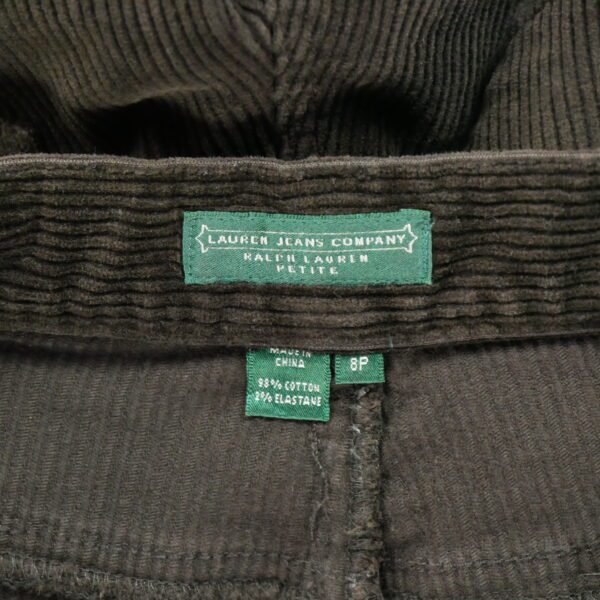 LAUREN JEANS COMPANY
RALPH LAUREN
PETITE
MADE IN
CHINA
98% COTTON
2% ELASTANE
8P